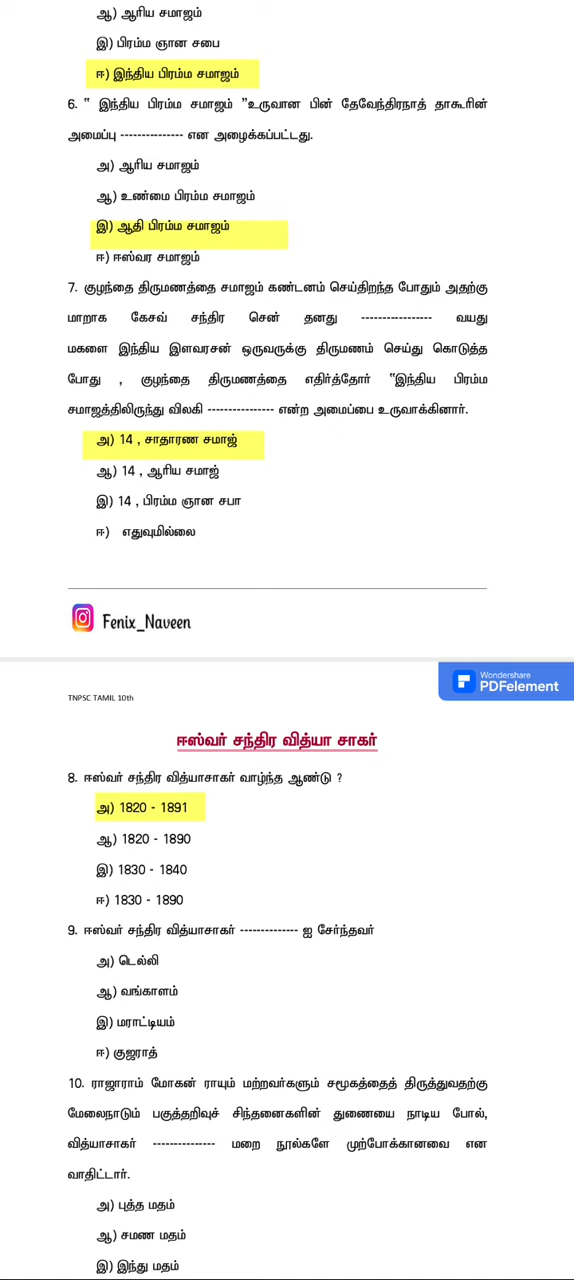 ஆ) ஆரிய சமாஜம்
இ) பிரம்ம ஞான சபை
ஈ) இந்திய பிரம்ம சமாஜம்
6. “ இந்திய பிரம்ம சமாஜம் ”உருவான பின் தேவேந்திரநாத் தாகூரின்
அமைப்பு --------------- என அழைக்கப்பட்டது.
அ) ஆரிய சமாஜம்
ஆ) உண்மை பிரம்ம சமாஜம்
இ) ஆதி பிரம்ம சமாஜம்
ஈ) ஈஸ்வர சமாஜம்
7. குழந்தை திருமணத்தை சமாஜம் கண்டனம் செய்திறந்த போதும் அதற்கு
மாறாக கேசவ் சந்திர சென் தனது ----------------- வயது
மகளை இந்திய இளவரசன் ஒருவருக்கு திருமணம் செய்து கொடுத்த
போது , குழந்தை திருமணத்தை எதிர்த்தோர் “இந்திய பிரம்ம
சமாஜத்திலிருந்து விலகி ---------------- என்ற அமைப்பை உருவாக்கினார்.
அ) 14 , சாதாரண சமாஜ்
ஆ) 14 , ஆரிய சமாஜ்
இ) 14 , பிரம்ம ஞான சபா
ஈ) எதுவுமில்லை
Fenix_Naveen
Wondershare
PDFelement
TNPSC TAMIL 10th
ஈஸ்வர் சந்திர வித்யா சாகர்
8. ஈஸ்வர் சந்திர வித்யாசாகர் வாழ்ந்த ஆண்டு ?
அ) 1820 - 1891
ஆ) 1820 - 1890
இ) 1830 - 1840
ஈ) 1830 - 1890
9. ஈஸ்வர் சந்திர வித்யாசாகர் -------------- ஐ சேர்ந்தவர்
அ) டெல்லி
ஆ) வங்காளம்
இ) மராட்டியம்
ஈ) குஜராத்
10. ராஜாராம் மோகன் ராயும் மற்றவர்களும் சமூகத்தைத் திருத்துவதற்கு
மேலைநாடும் பகுத்தறிவுச் சிந்தனைகளின் துணையை நாடிய போல்,
வித்யாசாகர் --------------- மறை நூல்களே முற்போக்கானவை என
வாதிட்டார்.
அ) புத்த மதம்
ஆ) சமண மதம்
இ) இந்து மதம்